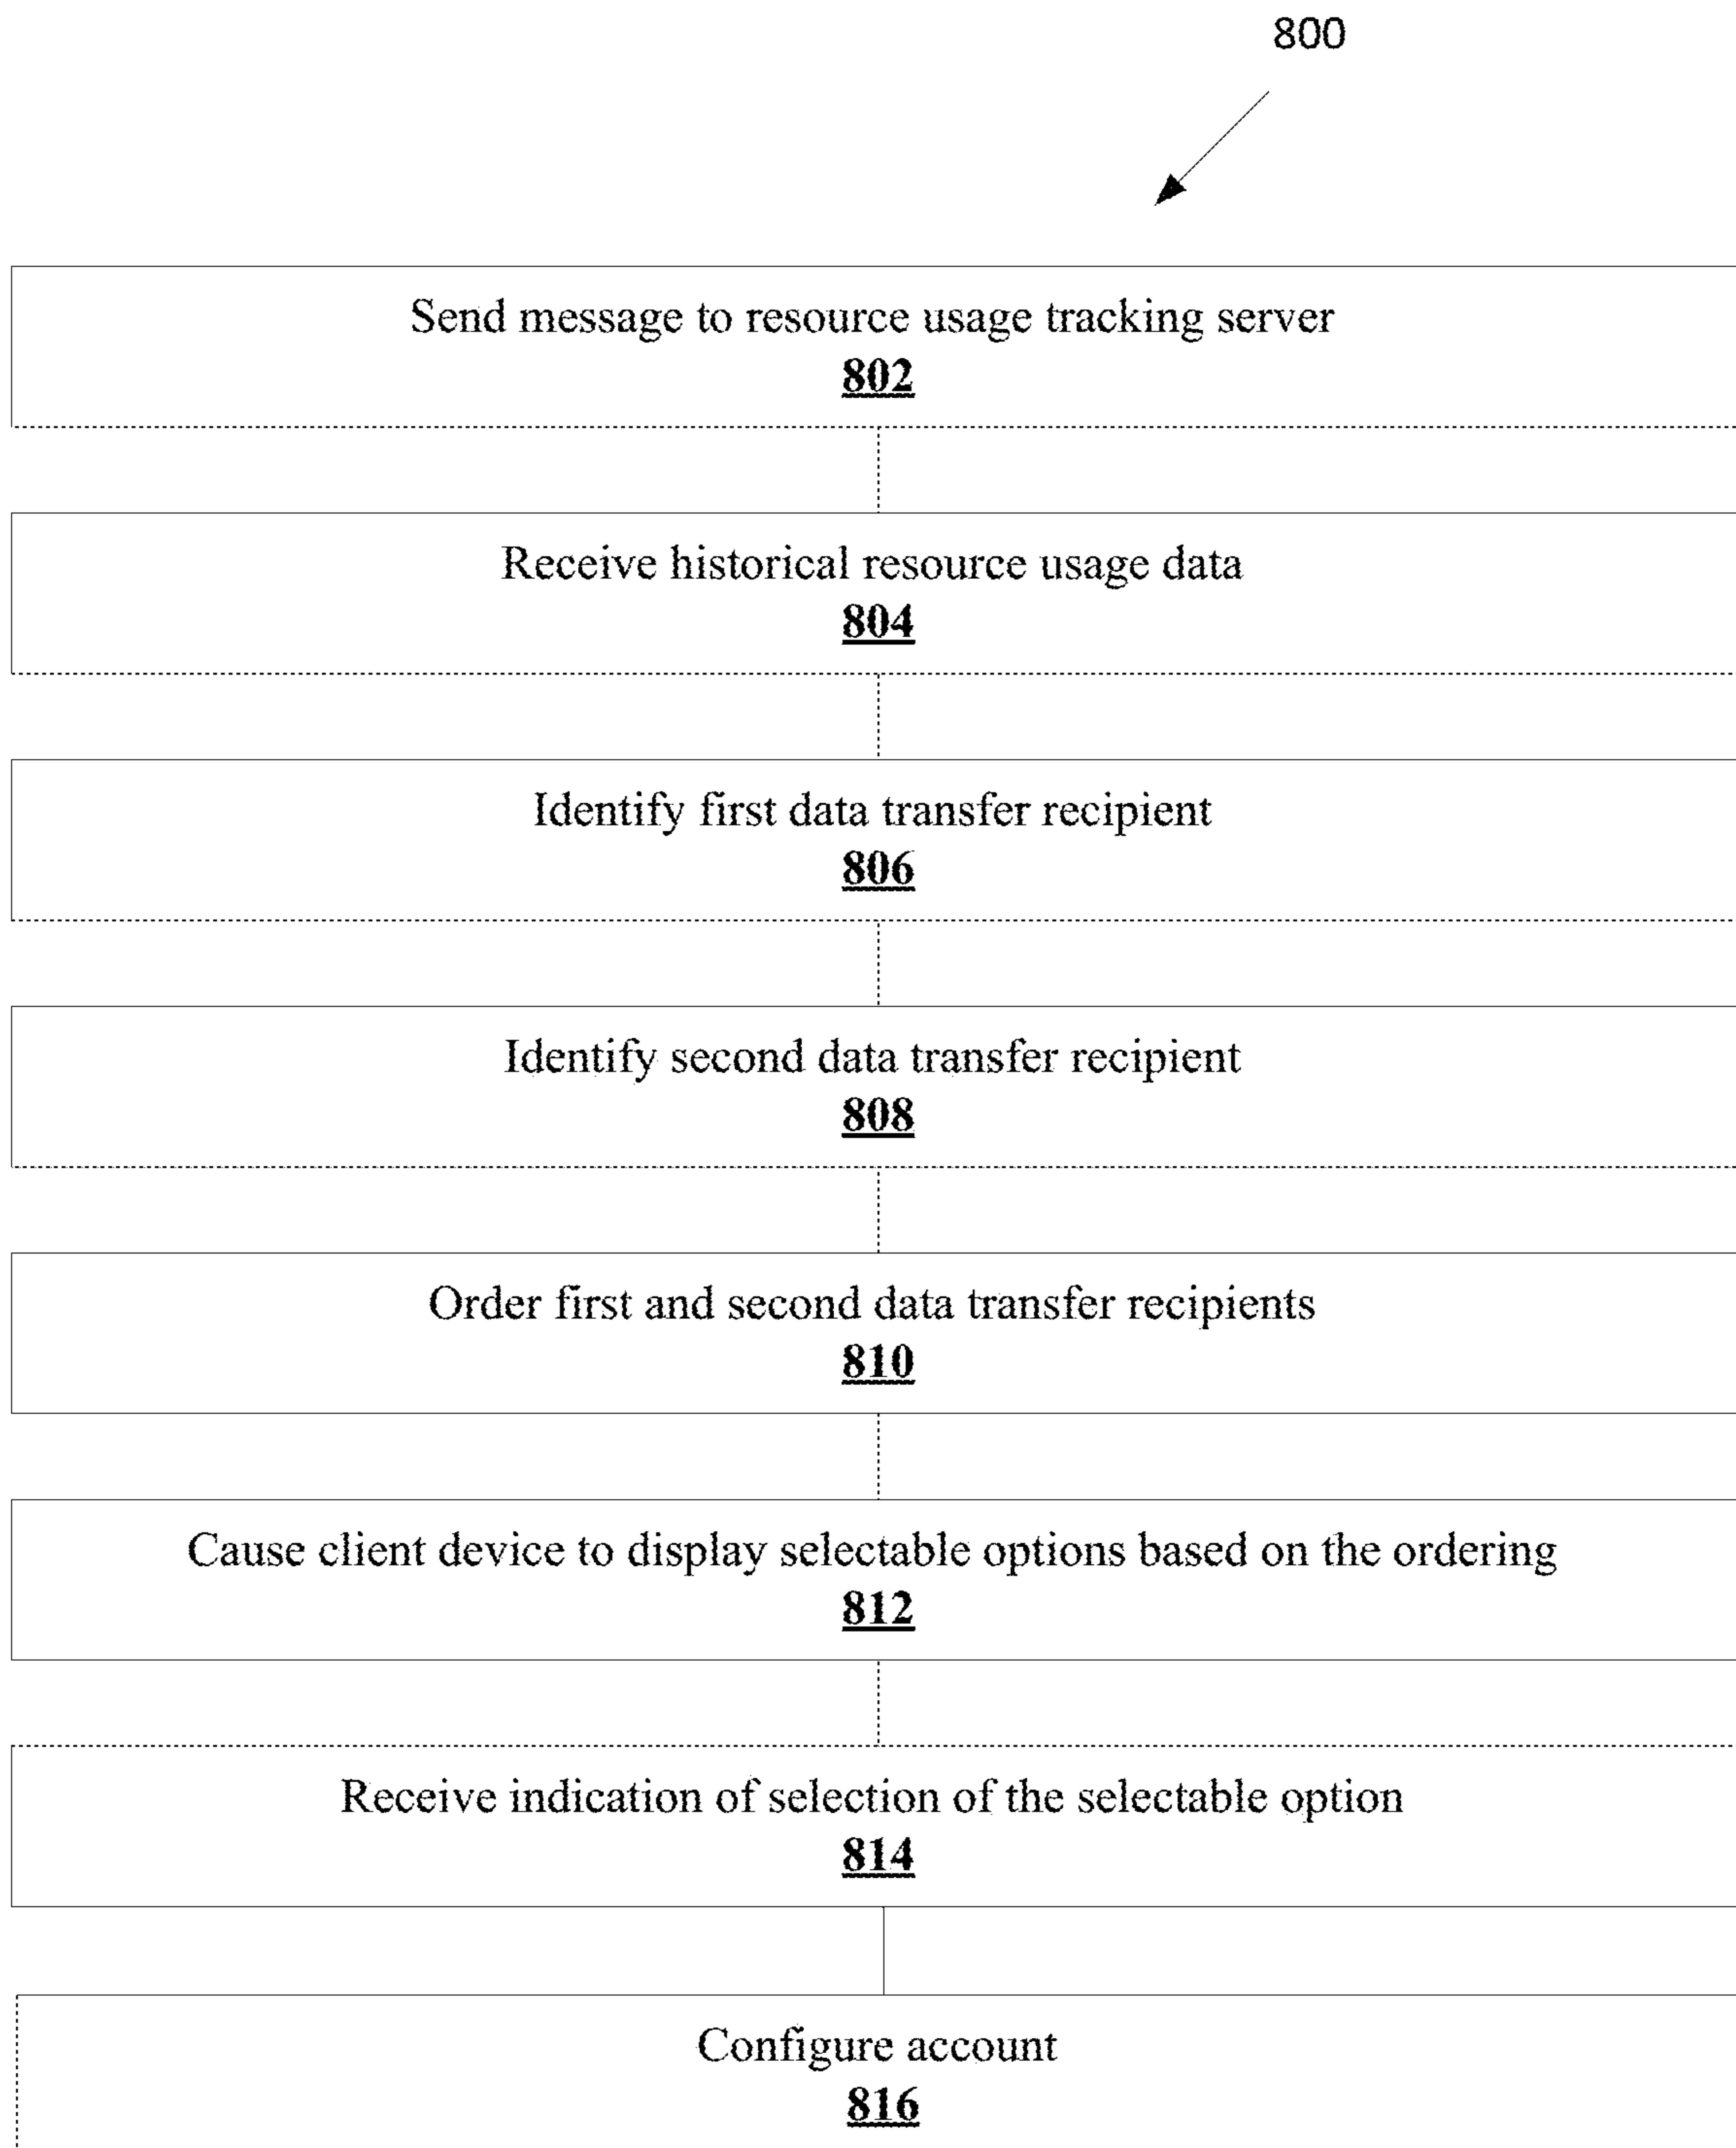 800
Send message to resource usage tracking server
802
Receive historical resource usage data
804
Identify first data transfer recipient
806
Identify second data transfer recipient
808
Order first and second data transfer recipients
810
Cause client device to display selectable options based on the ordering
812
Receive indication of selection of the selectable option
814
Configure account
816